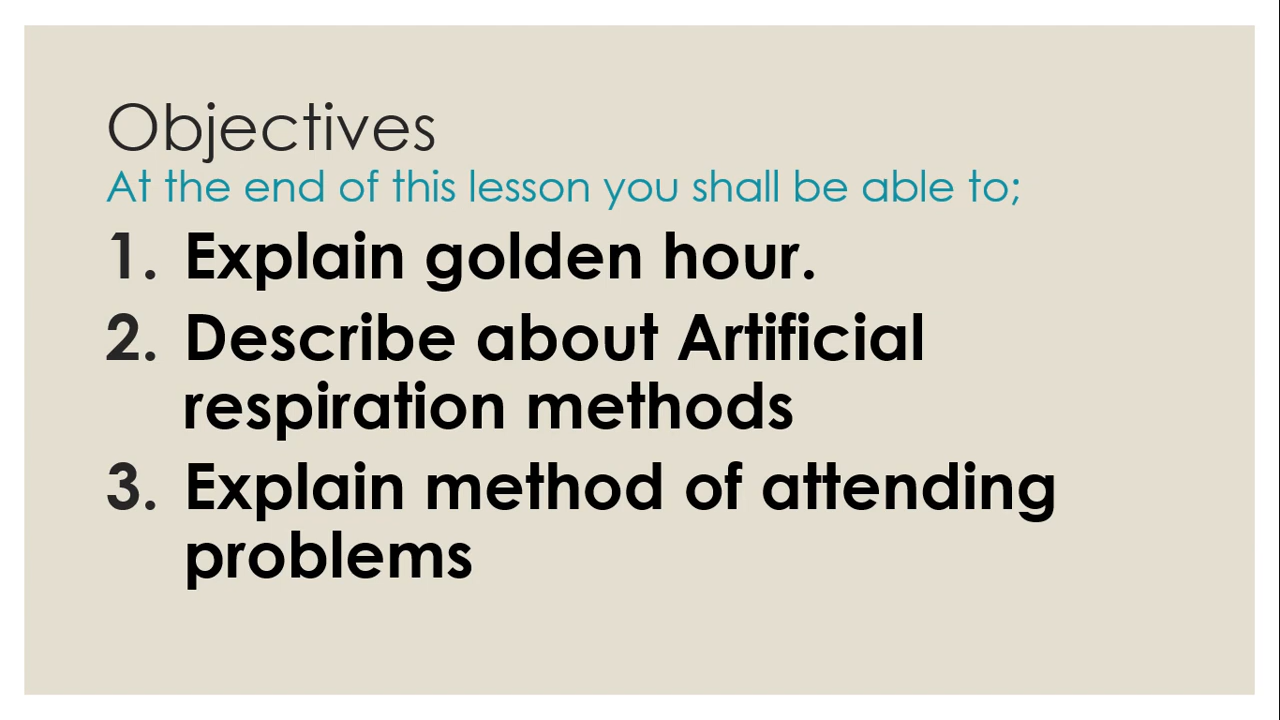 Objectives
At the end of this lesson you shall be able to;
1. Explain golden hour.
2. Describe about Artificial
respiration methods
3. Explain method of attending
problems